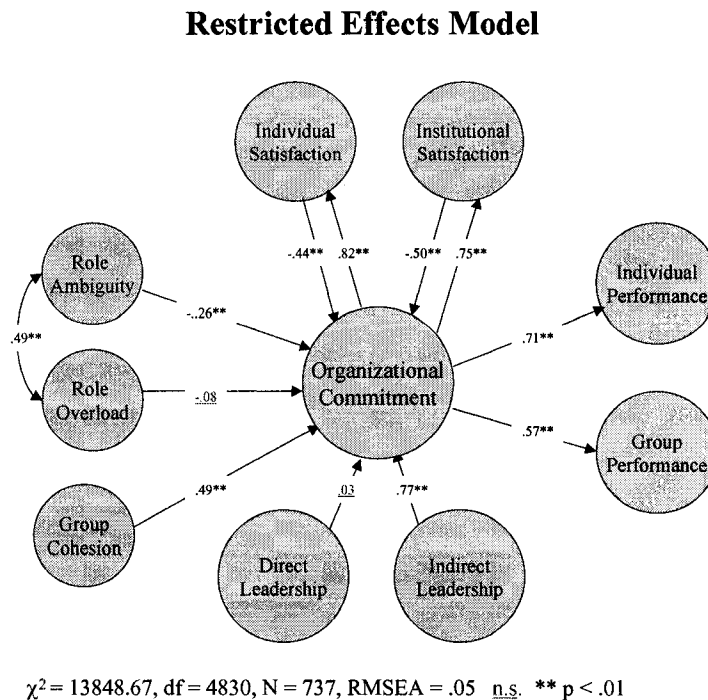 Restricted Effects Model
Individual
Satisfaction
Institutional
Satisfaction
-.44**
.82**
-.50**
.75**
Role
Ambiguity
Individual
Performance
-..26**
.49**
.71**
Organizational
Commitment
Role
Overload
-.08
.57**
Group
Performance
.49**
.03
.77**
Group
Cohesion
Direct
Leadership
Indirect
Leadership
χ² = 13848.67, df = 4830, N = 737, RMSEA = .05 n.s. ** p < .01